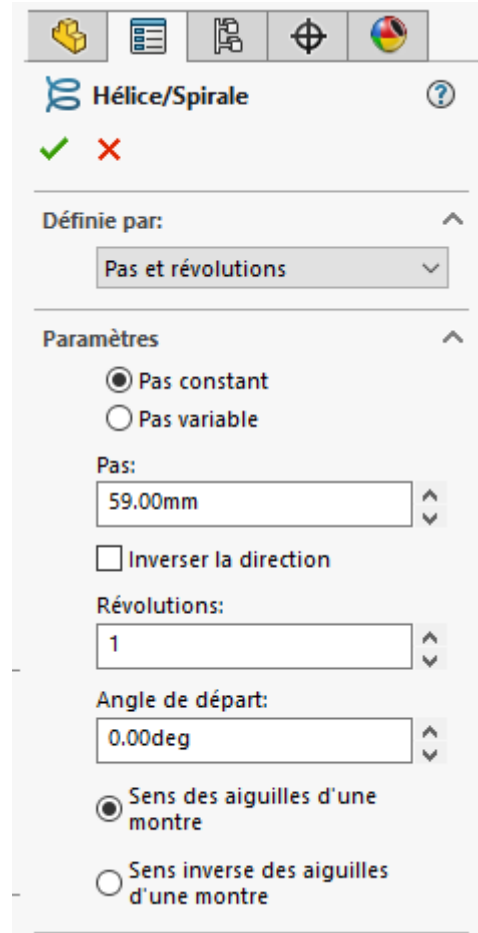 Hélice/Spirale
?
Définie par:
Pas et révolutions
Paramètres
Pas constant
Pas variable
Pas:
59.00mm
Inverser la direction
Révolutions:
1
Angle de départ:
0.00deg
Sens des aiguilles d'une
montre
Sens inverse des aiguilles
d'une montre